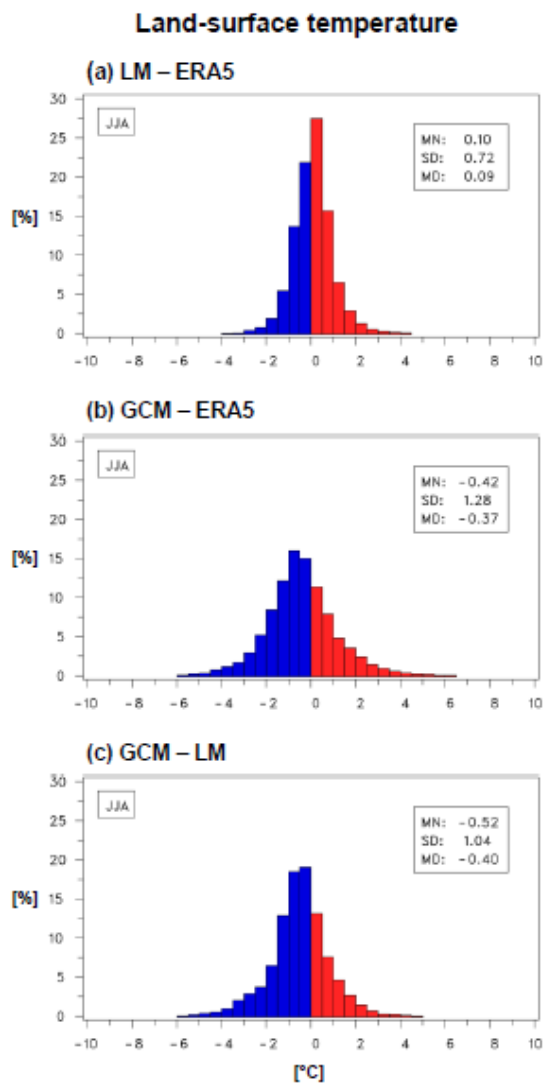 Land-surface temperature
(a) LM – ERA5
30
25
20
15
10
5
0
[%]
JJA
MN: 0.10
SD: 0.72
MD: 0.09
-10 -8 -6 -4 -2 0 2 4 6 8 10
(b) GCM – ERA5
30
25
20
15
10
5
0
[%]
JJA
MN: -0.42
SD: 1.28
MD: -0.37
-10 -8 -6 -4 -2 0 2 4 6 8 10
(c) GCM – LM
30
25
20
15
10
5
0
[%]
JJA
MN: -0.52
SD: 1.04
MD: -0.40
-10 -8 -6 -4 -2 0 2 4 6 8 10
[°C]